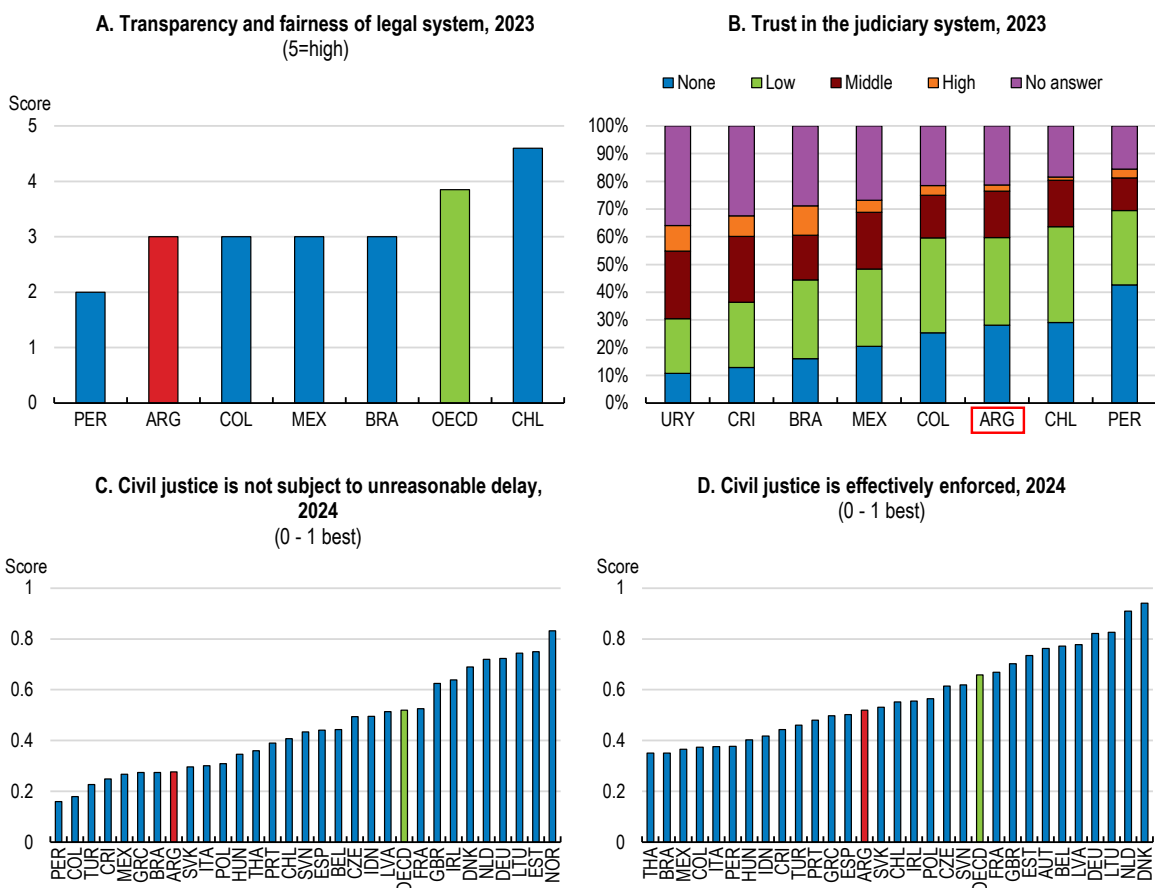 A. Transparency and fairness of legal system, 2023
(5=high)
Score
5
4
3
2
1
0
PER ARG COL MEX BRA OECD CHL
B. Trust in the judiciary system, 2023
None Low Middle High No answer
100%
90%
80%
70%
60%
50%
40%
30%
20%
10%
0%
URY CRI BRA MEX COL ARG CHL PER
C. Civil justice is not subject to unreasonable delay,
2024
(0 - 1 best)
Score
1
0.8
0.6
0.4
0.2
0
PER COL TUR CRI MEX GRC BRA ARG SVK ITA POL HUN THA PRT CHL SVN ESP BEL CZE IDN LVA OECD FRA GBR IRL DNK NLD DEU LTU EST NOR
D. Civil justice is effectively enforced, 2024
(0 - 1 best)
Score
1
0.8
0.6
0.4
0.2
0
THA BRA MEX COL ITA PER HUN IDN CRI TUR PRT GRC ESP ARG SVK CHL IRL POL CZE SVN OECD FRA GBR EST AUT BEL LVA DEU LTU NLD DNK